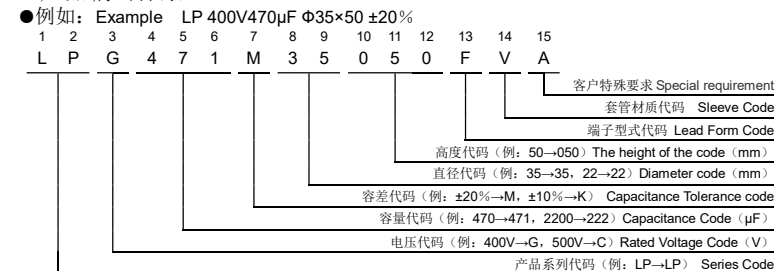 ●例如：Example LP 400V470μF Φ35×50 ±20%
1 2 3 4 5 6 7 8 9 10 11 12 13 14 15
L P G 4 7 1 M 3 5 0 5 0 F V A
客户特殊要求 Special requirement
套管材质代码 Sleeve Code
端子型式代码 Lead Form Code
高度代码（例：50→050）The height of the code（mm）
直径代码（例：35→35，22→22）Diameter code（mm）
容差代码（例：±20%→M，±10%→K） Capacitance Tolerance code
容量代码（例：470→471，2200→222）Capacitance Code（μF）
电压代码（例：400V→G，500V→C）Rated Voltage Code（V）
产品系列代码（例：LP→LP） Series Code